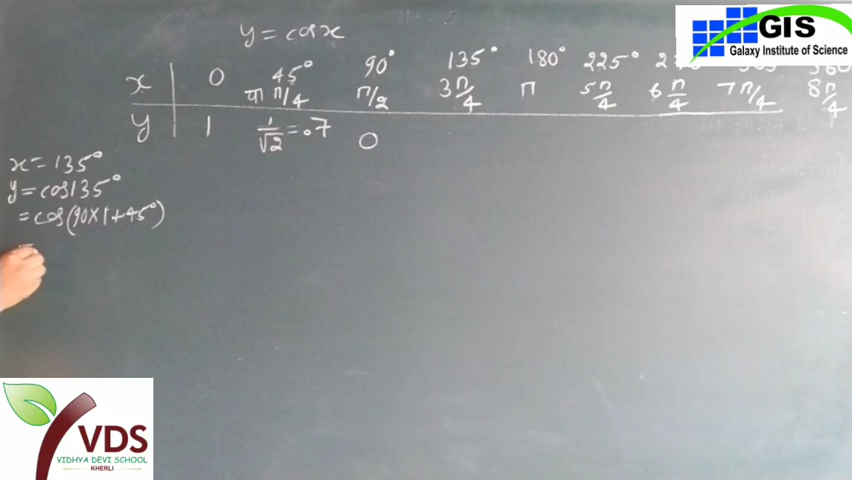 y = cos x
x 0 45° 90° 135° 180° 225°
या π/4 π/2 3π/4 π 5π/4 6π/4 7π/4 8π/4
y 1 1/√2 = .7 0
x = 135°
y = cos 135°
= cos (90×1+45°)
GIS
Galaxy Institute of Science
VDS
VIDHYA DEVI SCHOOL
KHERLI